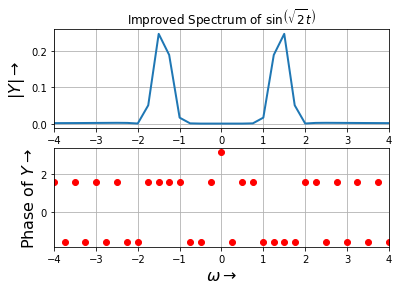 Improved Spectrum of sin(√2t)
|Y|→
0.2
0.1
0.0
−4 −3 −2 −1 0 1 2 3 4
Phase of Y→
2
0
−4 −3 −2 −1 0 1 2 3 4
ω→